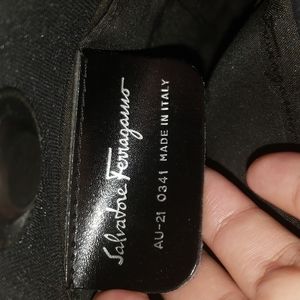 Salvatore Ferragamo
AU-21 0341 MADE IN ITALY